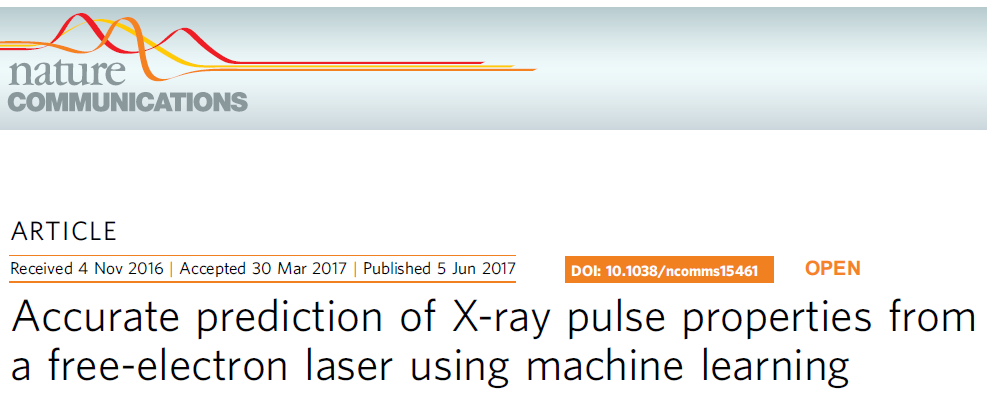 nature
COMMUNICATIONS
ARTICLE
Received 4 Nov 2016 | Accepted 30 Mar 2017 | Published 5 Jun 2017
DOI: 10.1038/ncomms15461
OPEN
Accurate prediction of X-ray pulse properties from
a free-electron laser using machine learning